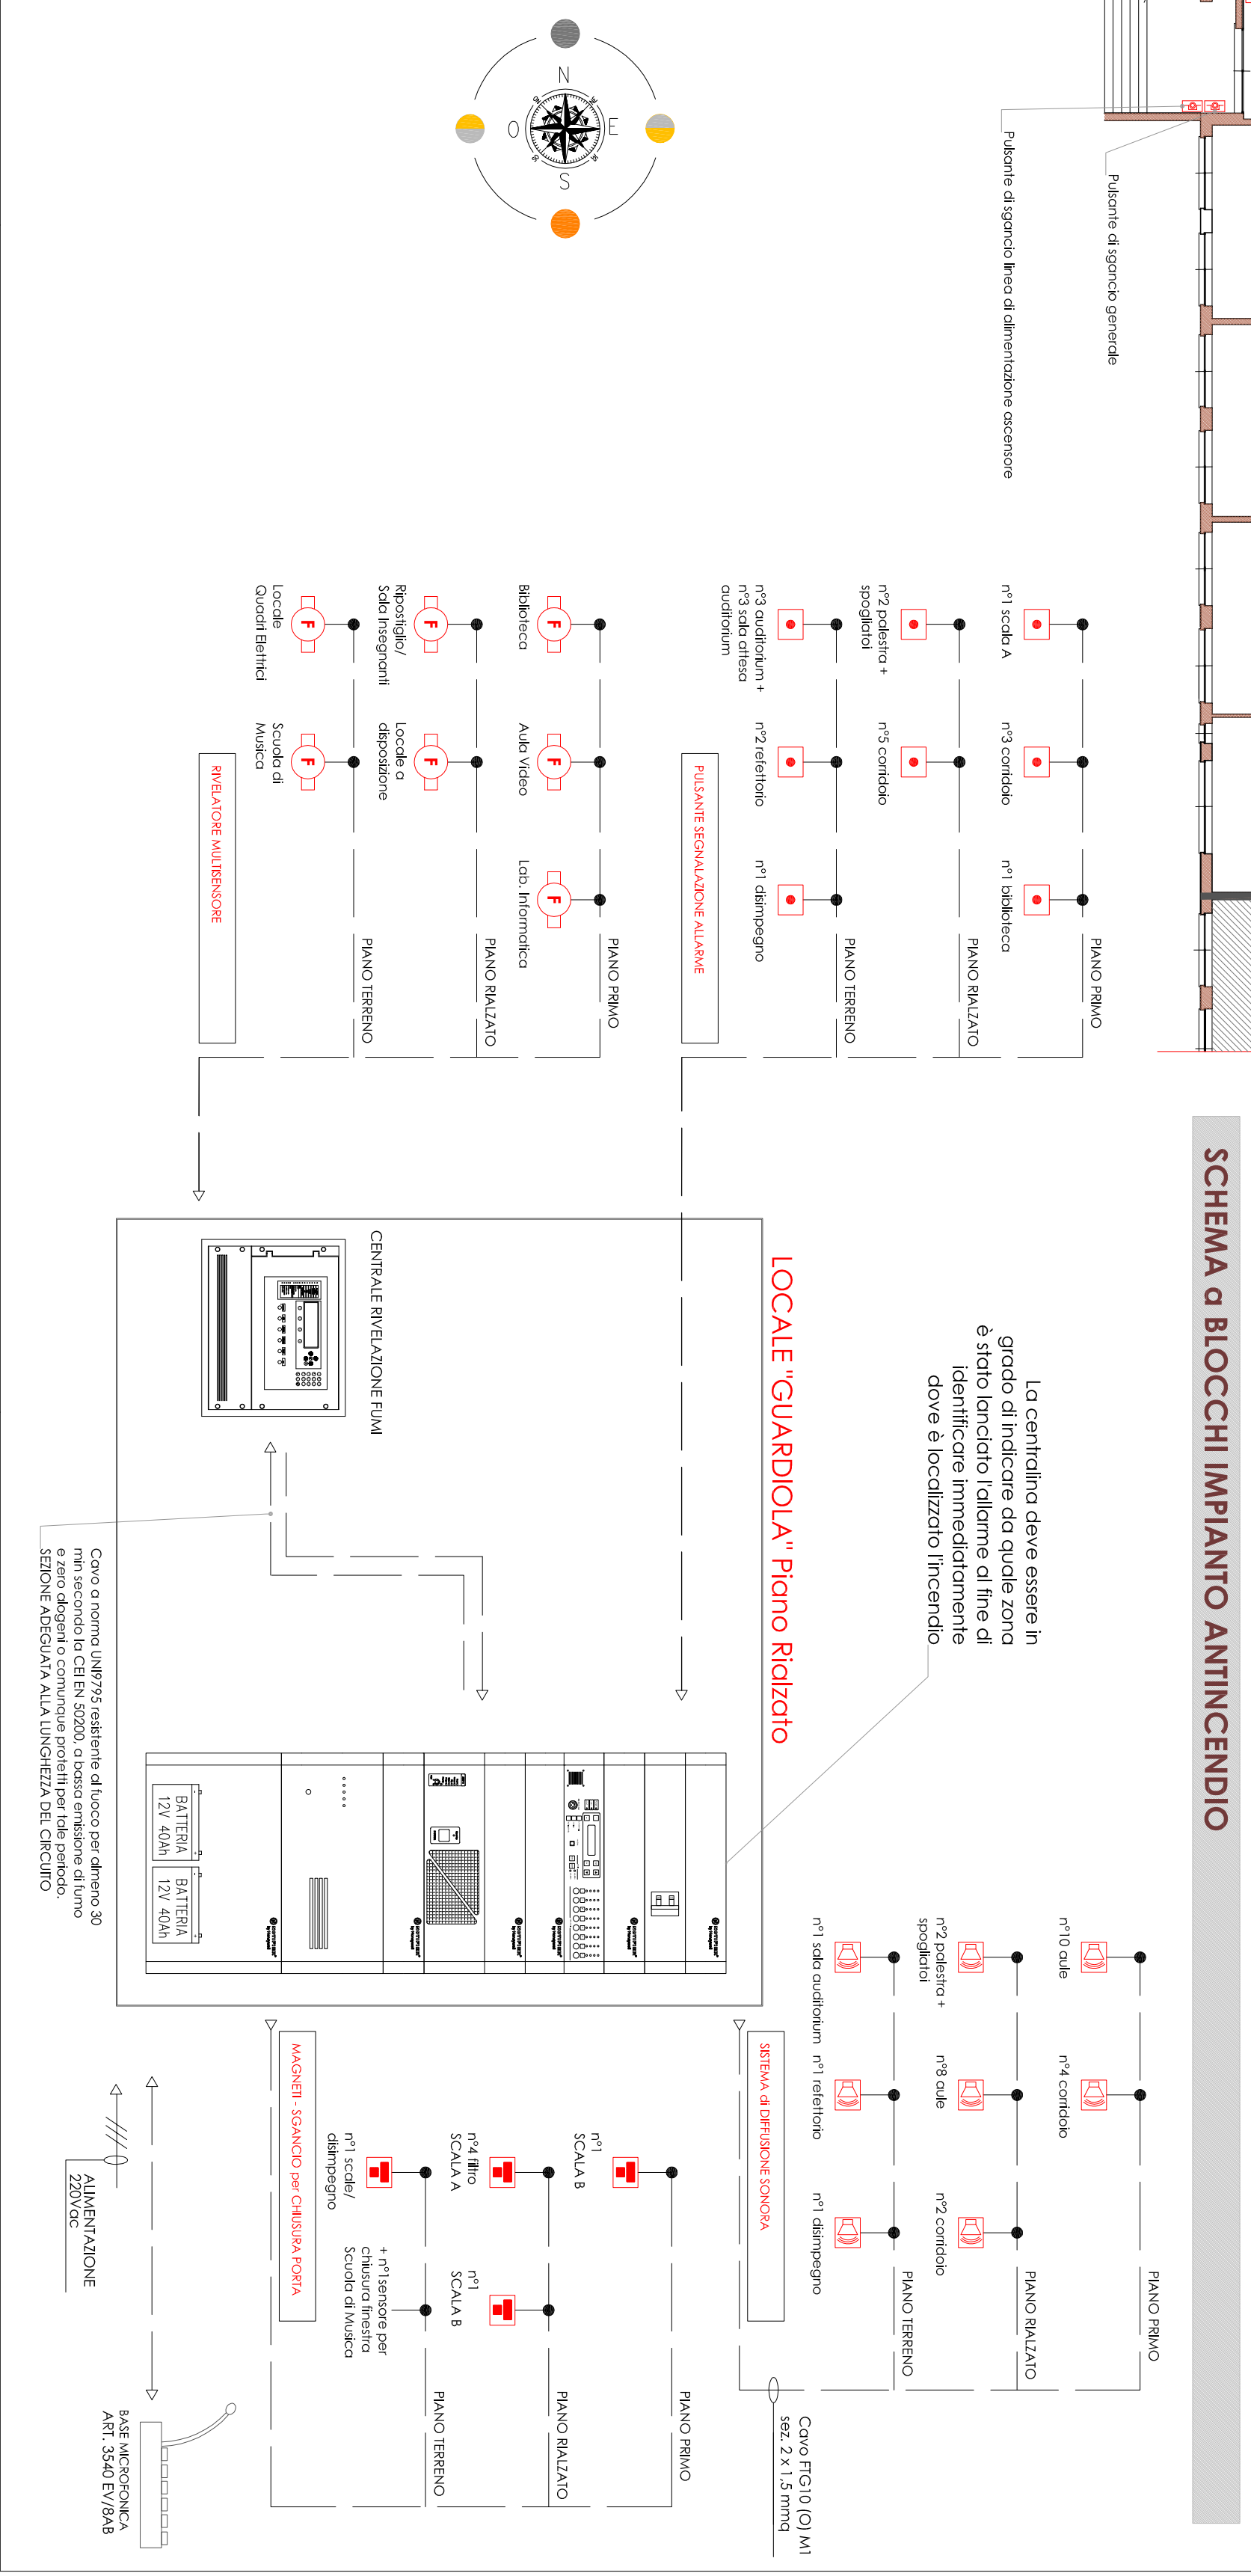 N
O
E
S
Pulsante di sgancio generale
Pulsante di sgancio linea di alimentazione ascensore
SCHEMA a BLOCCHI IMPIANTO ANTINCENDIO
n°1 scala A
n°3 corridoio
n°1 biblioteca
PIANO PRIMO
n°2 palestra +
spogliatoi
n°5 corridoio
PIANO RIALZATO
n°3 auditorium +
n°3 sala attesa
auditorium
n°2 refettorio
n°1 disimpegno
PIANO TERRENO
PULSANTE SEGNALAZIONE ALLARME
F
Biblioteca
F
Aula Video
F
Lab. Informatica
PIANO PRIMO
F
Ripostiglio/
Sala Insegnanti
F
Locale a
disposizione
PIANO RIALZATO
F
Locale
Quadri Elettrici
F
Scuola di
Musica
PIANO TERRENO
RIVELATORE MULTISENSORE
La centralina deve essere in
grado di indicare da quale zona
è stato lanciato l'allarme al fine di
identificare immediatamente
dove è localizzato l'incendio
LOCALE "GUARDIOLA" Piano Rialzato
CENTRALE RIVELAZIONE FUMI
BATTERIA
12V 40Ah
BATTERIA
12V 40Ah
Cavo a norma UNI9795 resistente al fuoco per almeno 30
min secondo la CEI EN 50200, a bassa emissione di fumo
e zero alogeni o comunque protetti per tale periodo.
SEZIONE ADEGUATA ALLA LUNGHEZZA DEL CIRCUITO
n°10 aule
n°4 corridoio
PIANO PRIMO
n°2 palestra +
spogliatoi
n°8 aule
n°2 corridoio
PIANO RIALZATO
n°1 sala auditorium
n°1 refettorio
n°1 disimpegno
PIANO TERRENO
SISTEMA di DIFFUSIONE SONORA
Cavo FTG10 (O) M1
sez. 2 x 1,5 mmq
n°1
SCALA B
PIANO PRIMO
n°4 filtro
SCALA A
n°1
SCALA B
PIANO RIALZATO
n°1 scale/
disimpegno
+ n°1sensore per
chiusura finestra
Scuola di Musica
PIANO TERRENO
MAGNETI - SGANCIO per CHIUSURA PORTA
ALIMENTAZIONE
220Vac
BASE MICROFONICA
ART. 3540 EV/8AB